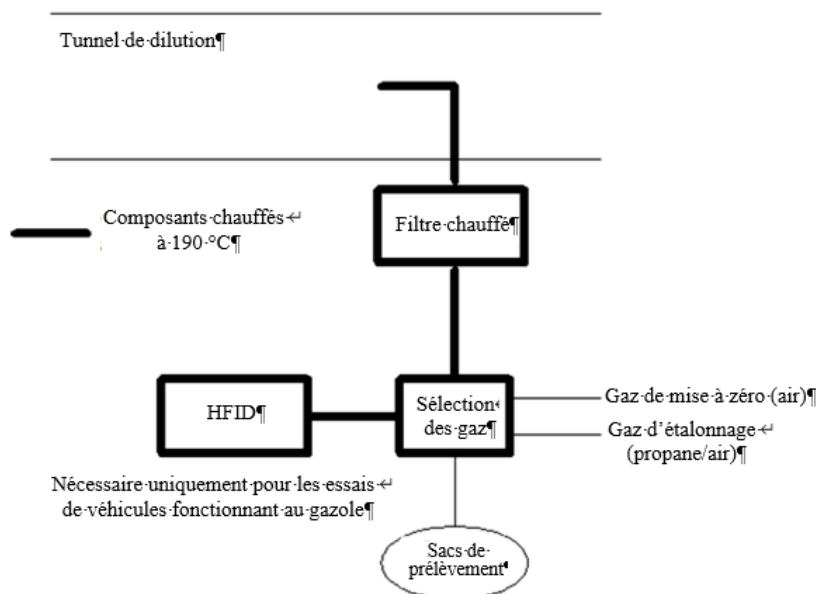 Tunnel·de·dilution¶
Composants·chauffés·↵
à·190·°C¶
Filtre·chauffé¶
HFID¶
Sélection·
des·gaz¶
Gaz·de·mise·à·zéro·(air)¶
Gaz·d’étalonnage·↵
(propane/air)¶
Nécessaire·uniquement·pour·les·essais·↵
de·véhicules·fonctionnant·au·gazole¶
Sacs·de·
prélèvement¶